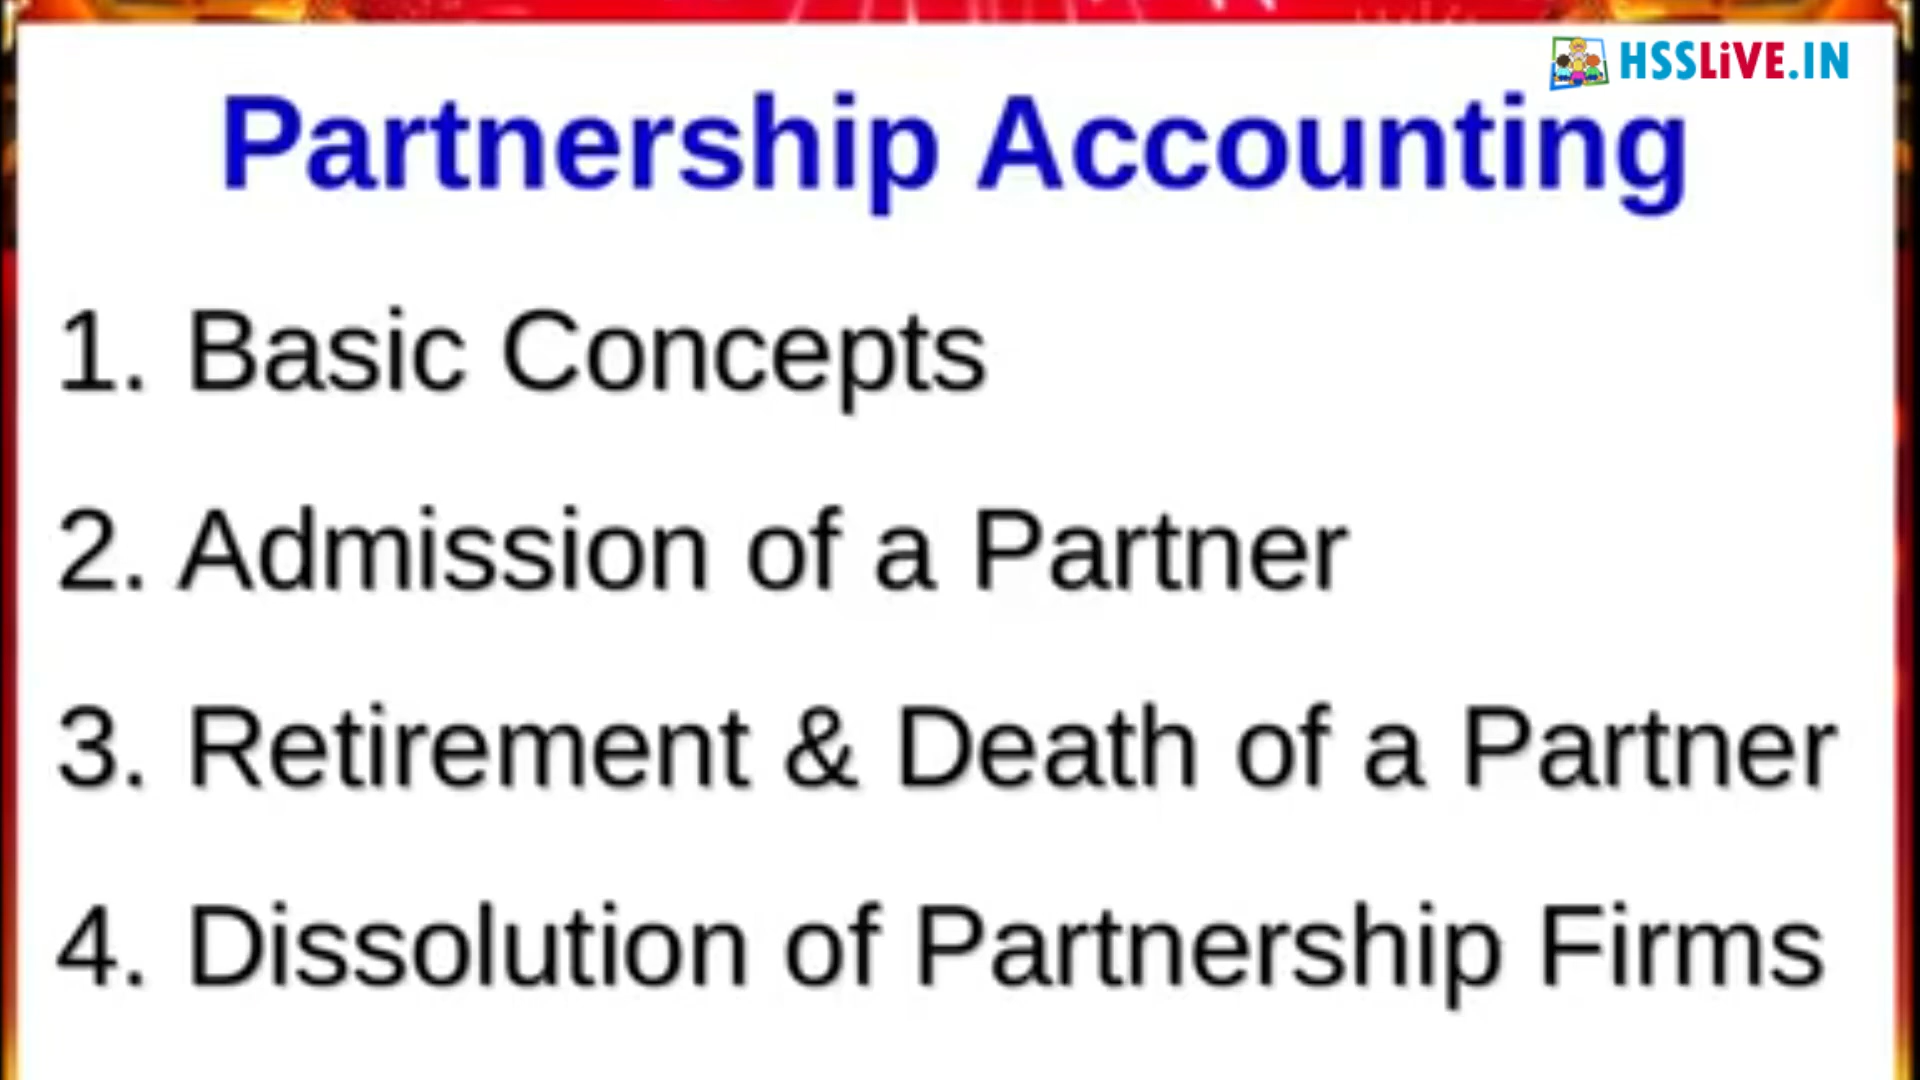 HSSLiVE.IN
Partnership Accounting
1. Basic Concepts
2. Admission of a Partner
3. Retirement & Death of a Partner
4. Dissolution of Partnership Firms